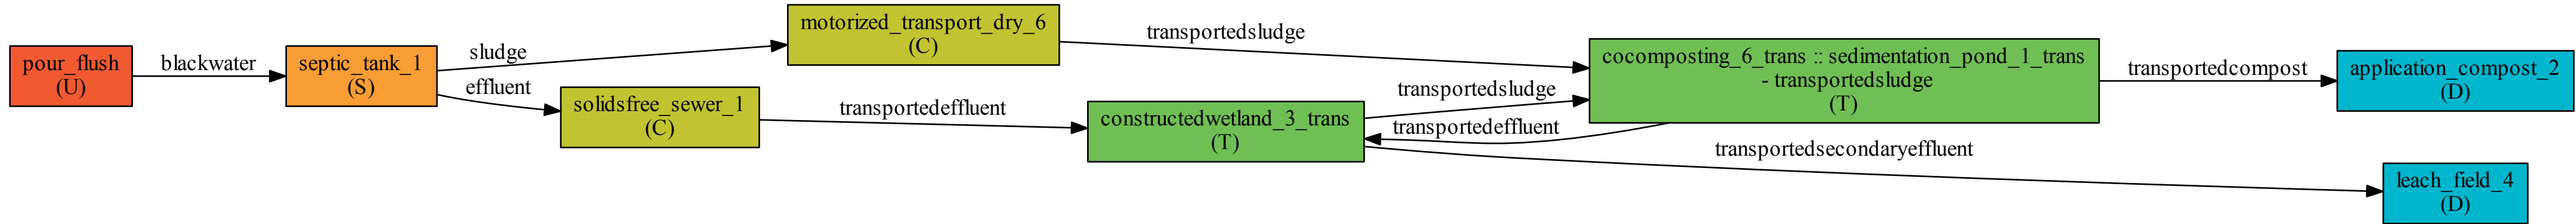 pour_flush
(U)
blackwater
septic_tank_1
(S)
sludge
effluent
motorized_transport_dry_6
(C)
solidsfree_sewer_1
(C)
transportedsludge
transportedeffluent
constructedwetland_3_trans
(T)
transportedsludge
transportedeffluent
cocomposting_6_trans :: sedimentation_pond_1_trans
- transportedsludge
(T)
transportedsecondaryeffluent
transportedcompost
application_compost_2
(D)
leach_field_4
(D)